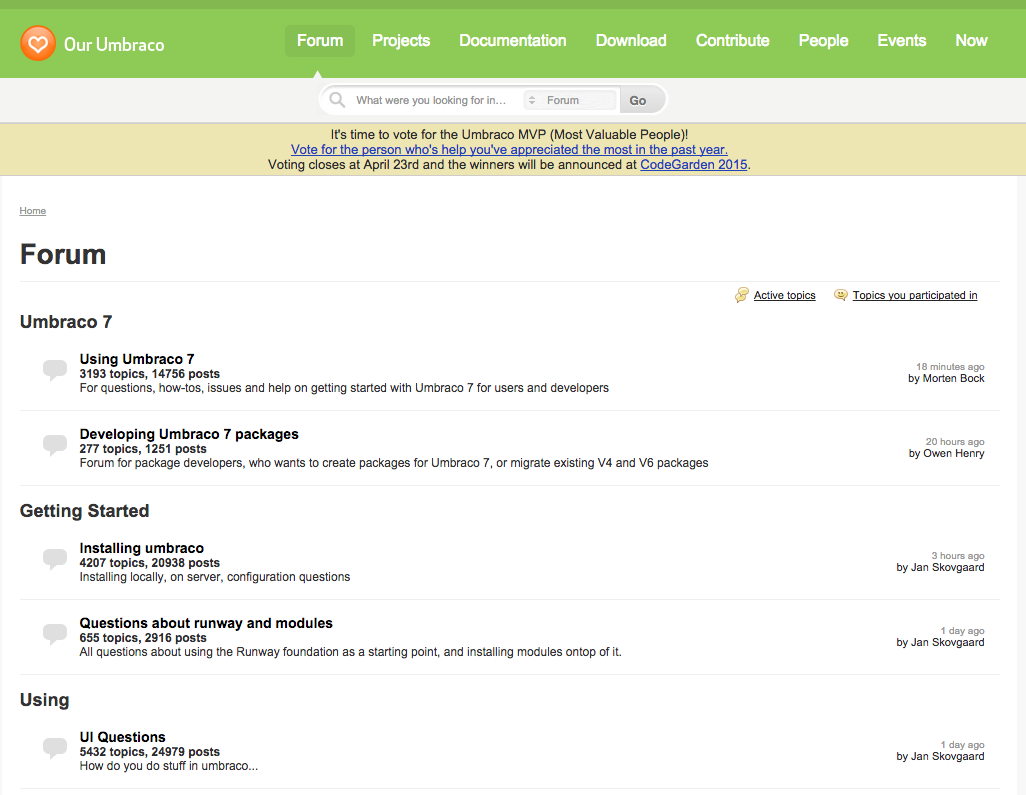 Our Umbraco
Forum Projects Documentation Download Contribute People Events Now
What were you looking for in... Forum Go
It's time to vote for the Umbraco MVP (Most Valuable People)!
Vote for the person who's help you've appreciated the most in the past year.
Voting closes at April 23rd and the winners will be announced at CodeGarden 2015.
Home
Forum
Active topics Topics you participated in
Umbraco 7
Using Umbraco 7
3193 topics, 14756 posts
For questions, how-tos, issues and help on getting started with Umbraco 7 for users and developers
18 minutes ago
by Morten Bock
Developing Umbraco 7 packages
277 topics, 1251 posts
Forum for package developers, who wants to create packages for Umbraco 7, or migrate existing V4 and V6 packages
20 hours ago
by Owen Henry
Getting Started
Installing umbraco
4207 topics, 20938 posts
Installing locally, on server, configuration questions
3 hours ago
by Jan Skovgaard
Questions about runway and modules
655 topics, 2916 posts
All questions about using the Runway foundation as a starting point, and installing modules ontop of it.
1 day ago
by Jan Skovgaard
Using
UI Questions
5432 topics, 24979 posts
How do you do stuff in umbraco...
1 day ago
by Jan Skovgaard